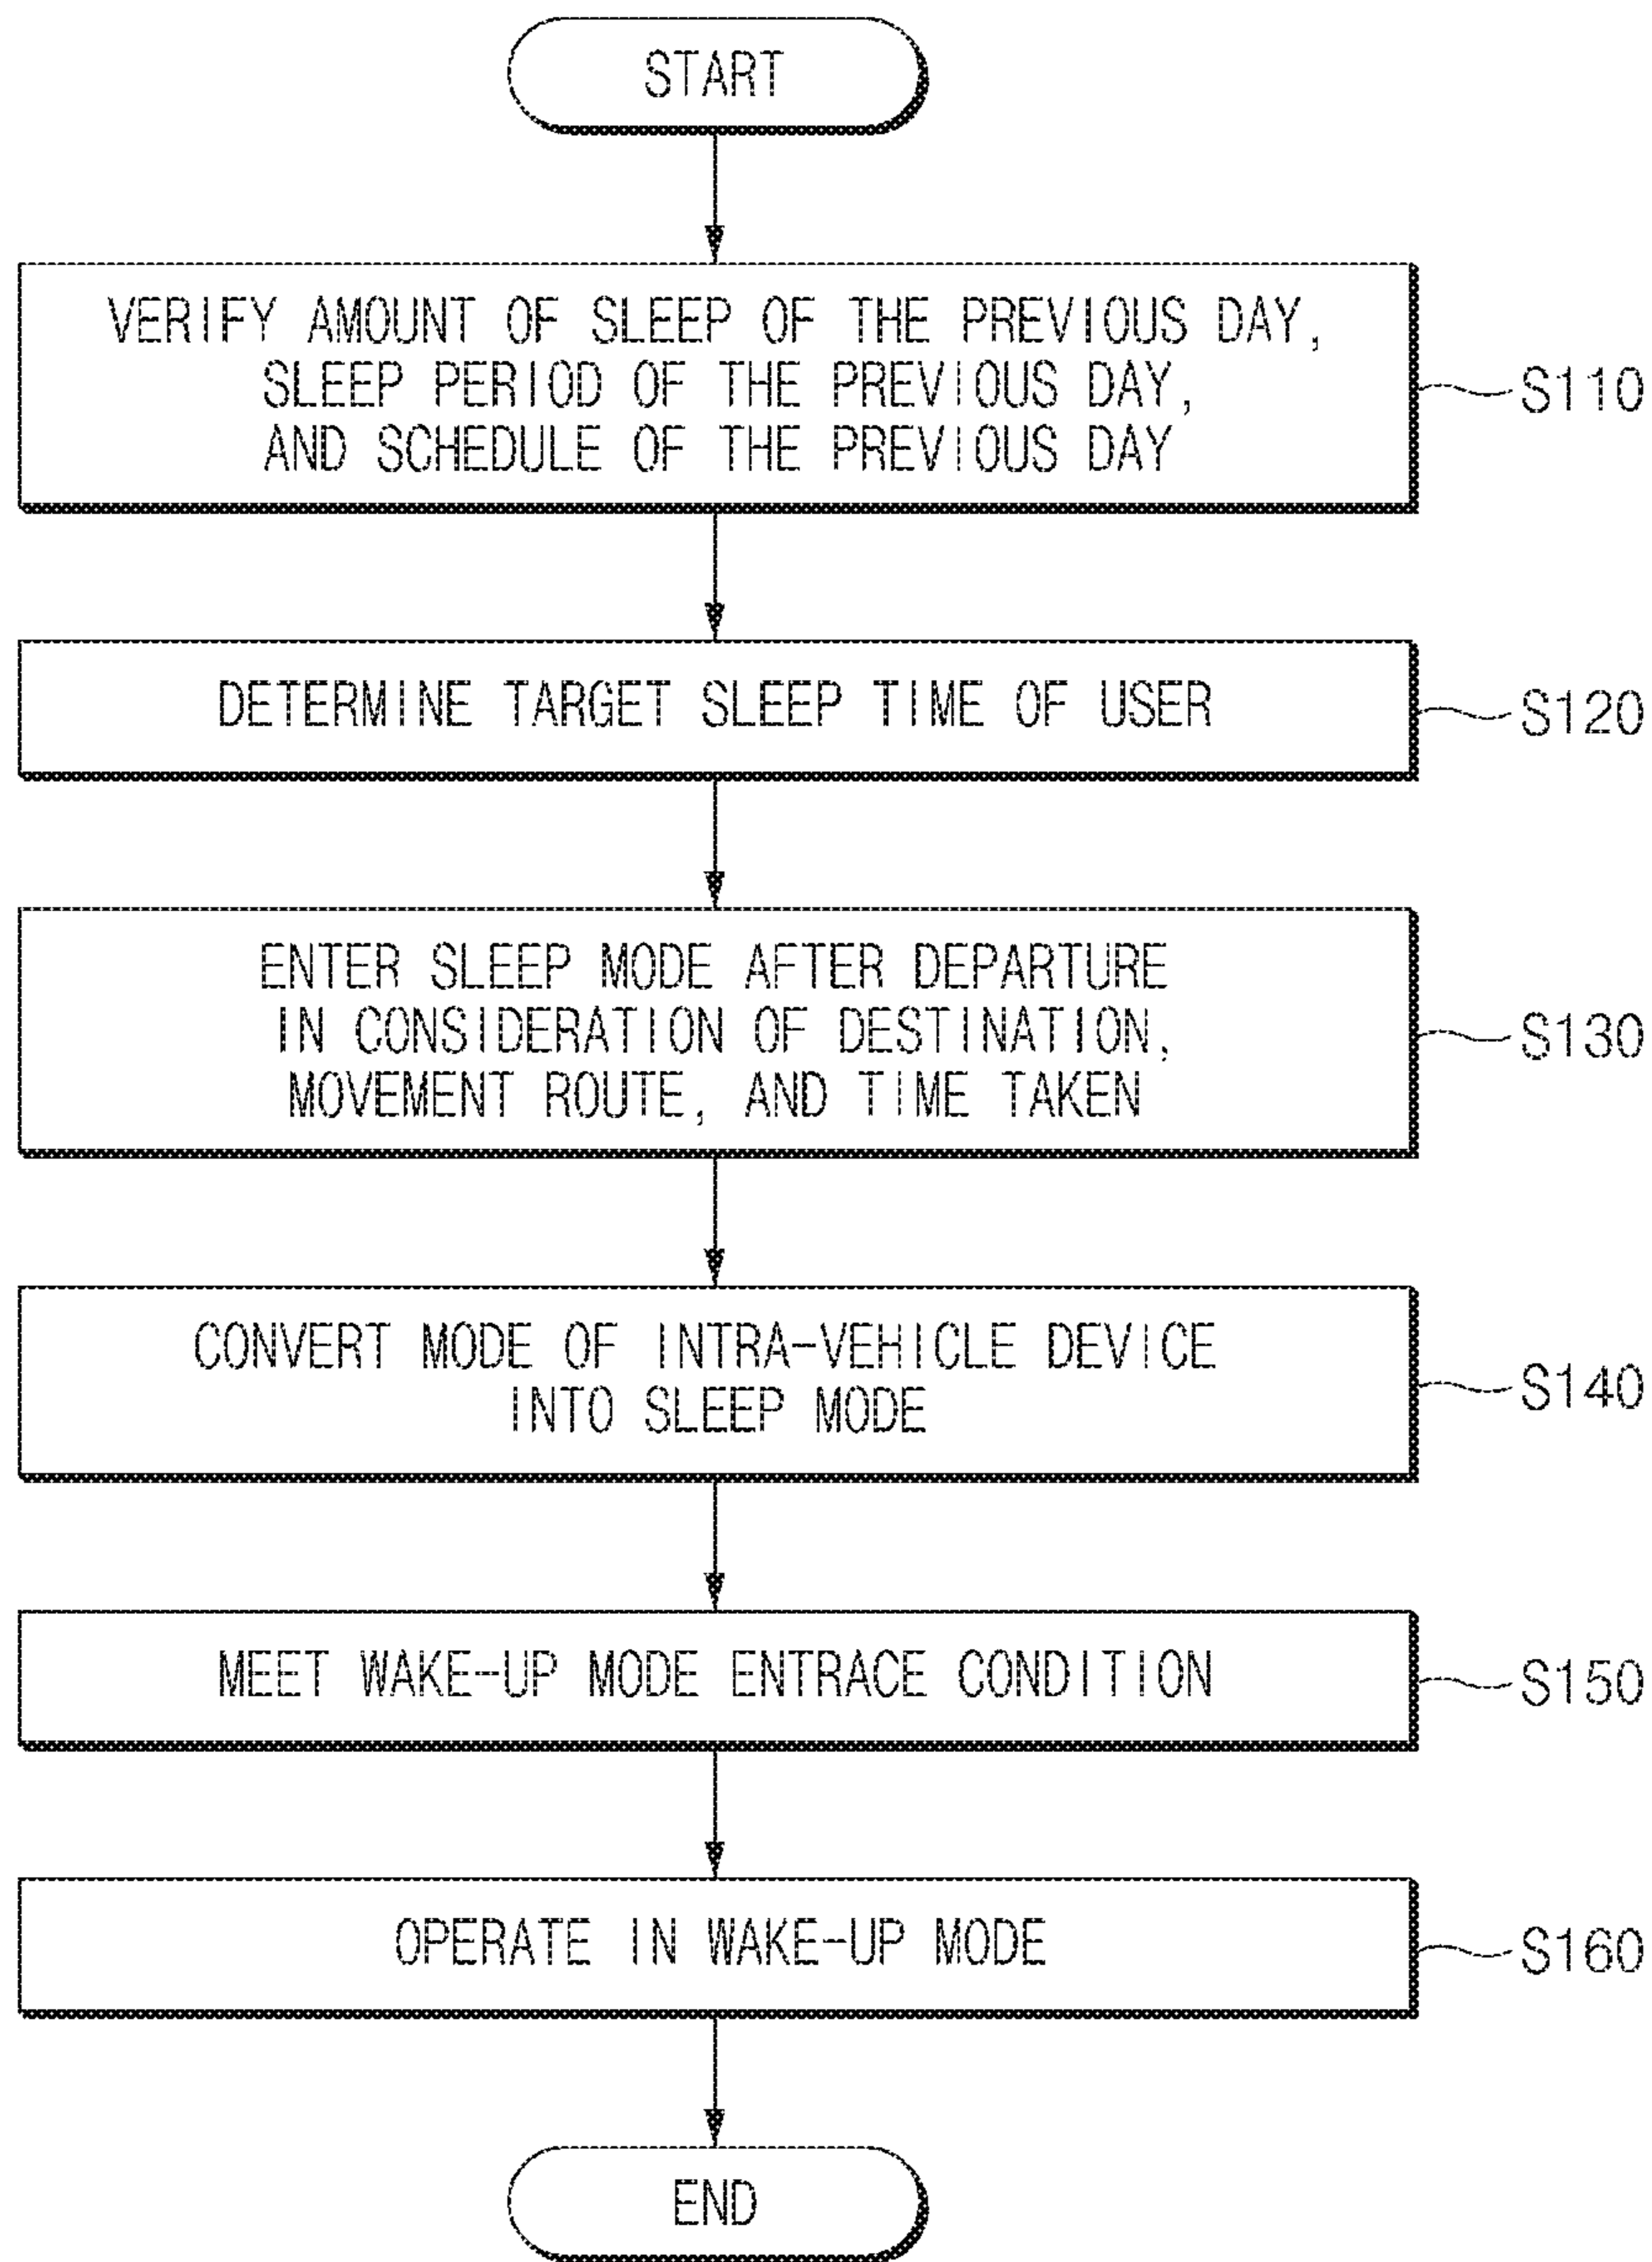 START
VERIFY AMOUNT OF SLEEP OF THE PREVIOUS DAY,
SLEEP PERIOD OF THE PREVIOUS DAY,
AND SCHEDULE OF THE PREVIOUS DAY
S110
DETERMINE TARGET SLEEP TIME OF USER
S120
ENTER SLEEP MODE AFTER DEPARTURE
IN CONSIDERATION OF DESTINATION,
MOVEMENT ROUTE, AND TIME TAKEN
S130
CONVERT MODE OF INTRA-VEHICLE DEVICE
INTO SLEEP MODE
S140
MEET WAKE-UP MODE ENTRACE CONDITION
S150
OPERATE IN WAKE-UP MODE
S160
END